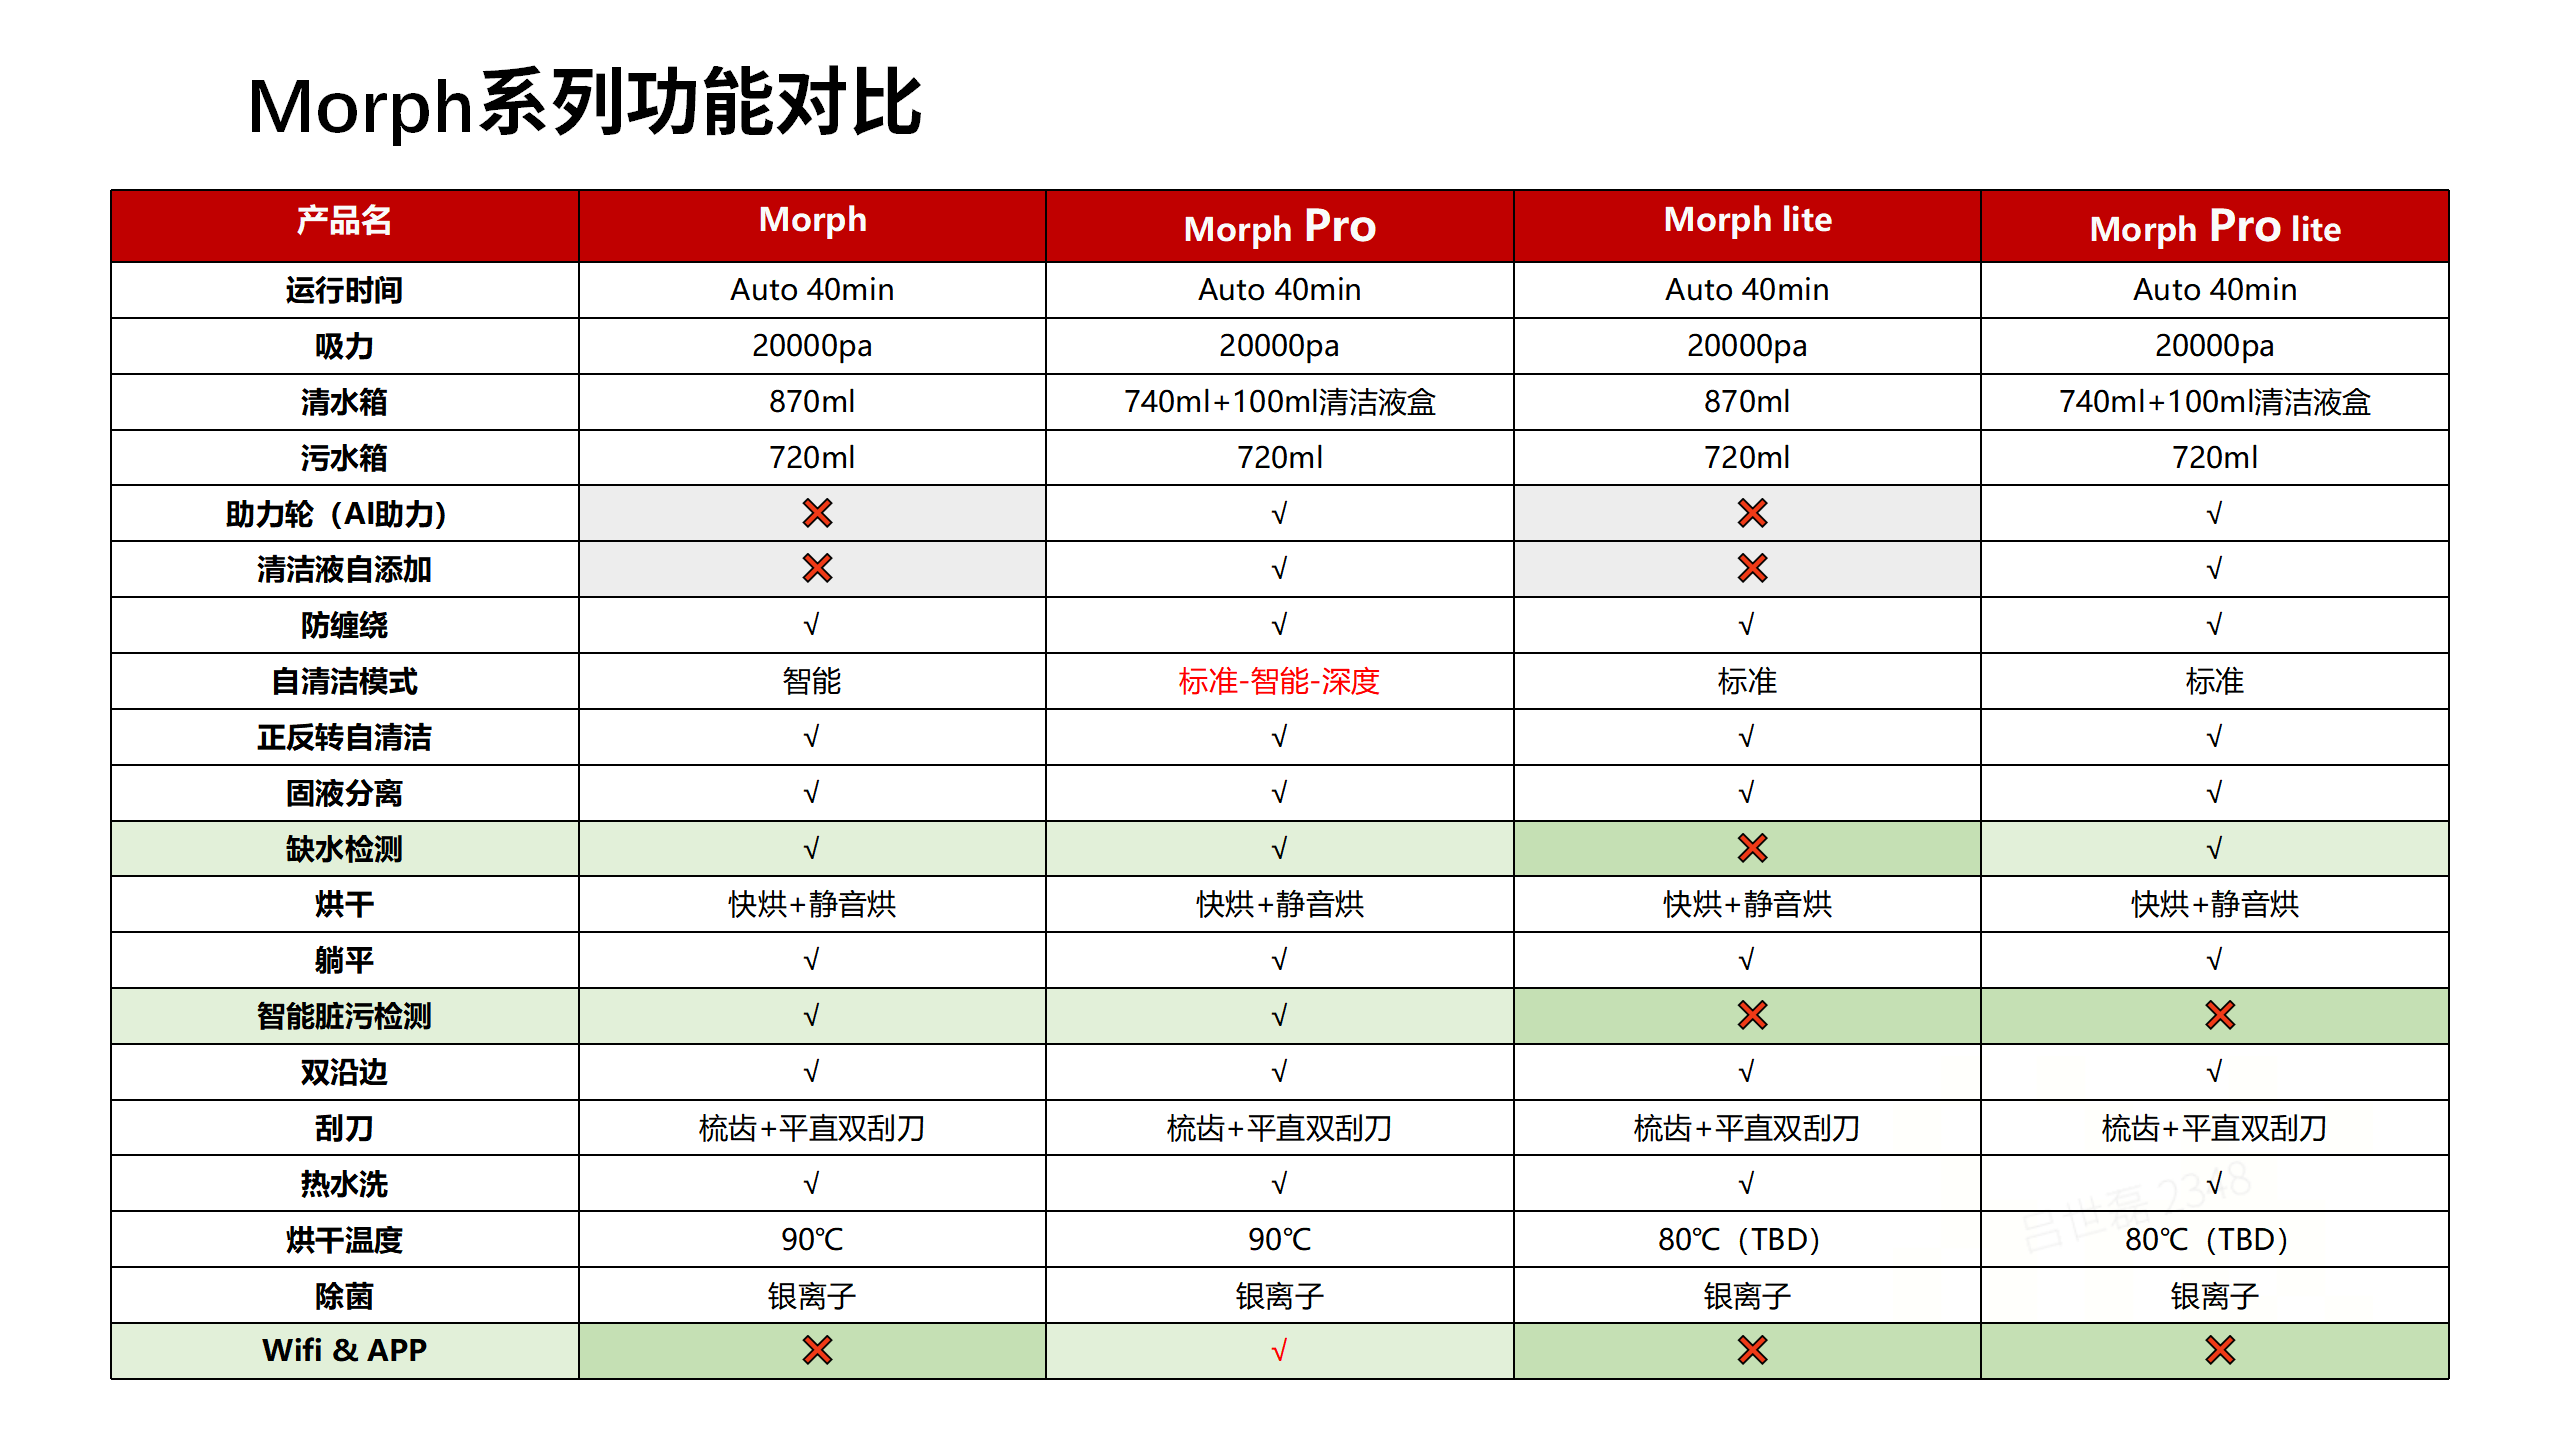 Morph系列功能对比
产品名 Morph Morph Pro Morph lite Morph Pro lite
运行时间 Auto 40min Auto 40min Auto 40min Auto 40min
吸力 20000pa 20000pa 20000pa 20000pa
清水箱 870ml 740ml+100ml清洁液盒 870ml 740ml+100ml清洁液盒
污水箱 720ml 720ml 720ml 720ml
助力轮（AI助力） ❌ √ ❌ √
清洁液自添加 ❌ √ ❌ √
防缠绕 √ √ √ √
自清洁模式 智能 标准-智能-深度 标准 标准
正反转自清洁 √ √ √ √
固液分离 √ √ √ √
缺水检测 √ √ ❌ √
烘干 快烘+静音烘 快烘+静音烘 快烘+静音烘 快烘+静音烘
躺平 √ √ √ √
智能脏污检测 √ √ ❌ ❌
双沿边 √ √ √ √
刮刀 梳齿+平直双刮刀 梳齿+平直双刮刀 梳齿+平直双刮刀 梳齿+平直双刮刀
热水洗 √ √ √ √
烘干温度 90℃ 90℃ 80℃（TBD） 80℃（TBD）
除菌 银离子 银离子 银离子 银离子
Wifi & APP ❌ √ ❌ ❌
吕世磊 2348